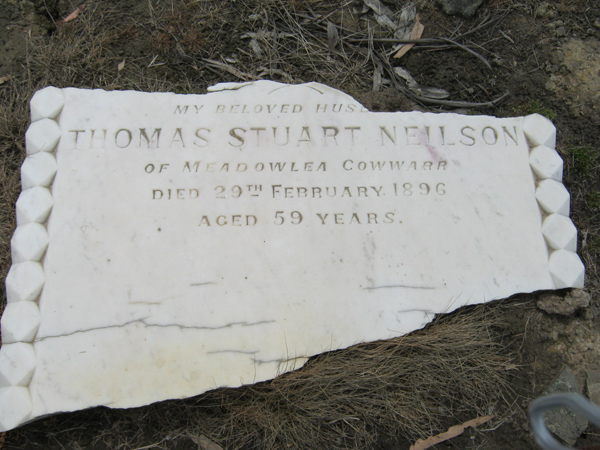 MY BELOVED HUS
THOMAS STUART NEILSON
OF MEADOWLEA COWWARR
DIED 29TH FEBRUARY 1896
AGED 59 YEARS.